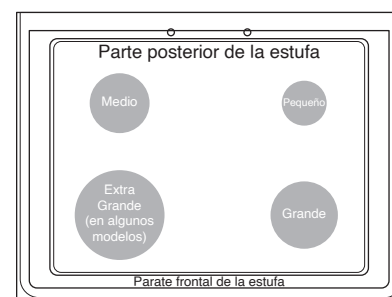 Parte posterior de la estufa
Medio
Pequeño
Extra
Grande
(en algunos
modelos)
Grande
Parate frontal de la estufa